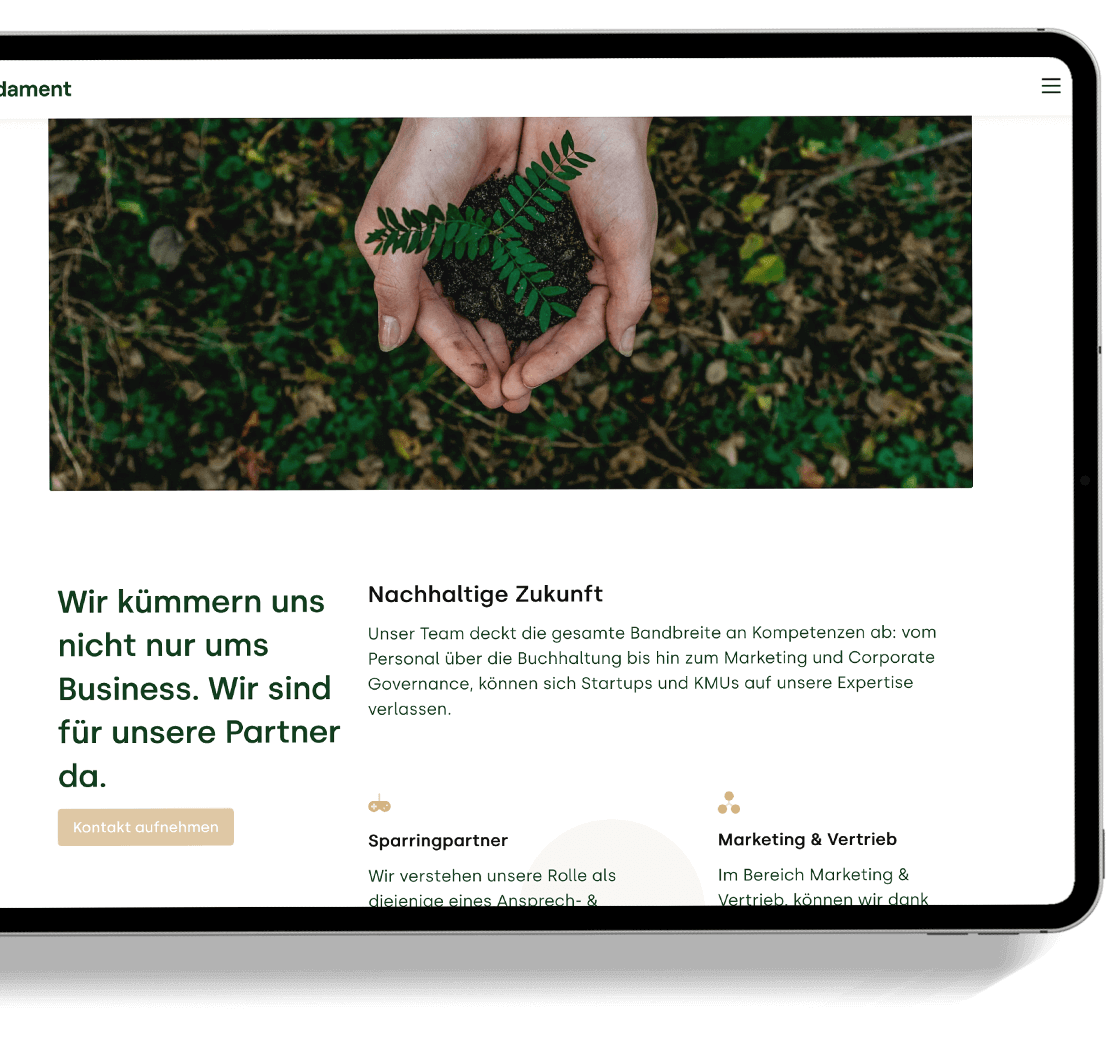 dament
Wir kümmern uns
nicht nur ums
Business. Wir sind
für unsere Partner
da.
Kontakt aufnehmen
Nachhaltige Zukunft
Unser Team deckt die gesamte Bandbreite an Kompetenzen ab: vom
Personal über die Buchhaltung bis hin zum Marketing und Corporate
Governance, können sich Startups und KMUs auf unsere Expertise
verlassen.
Sparringpartner
Wir verstehen unsere Rolle als
diejenige eines Ansprech- &
Marketing & Vertrieb
Im Bereich Marketing &
Vertrieb, können wir dank